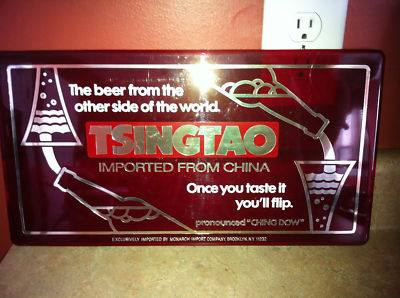 The beer from the
other side of the world.
TSINGTAO
IMPORTED FROM CHINA
Once you taste it
you'll flip.
pronounced "CHING DOW"
EXCLUSIVELY IMPORTED BY MONARCH IMPORT COMPANY, BROOKLYN, N.Y. 11232